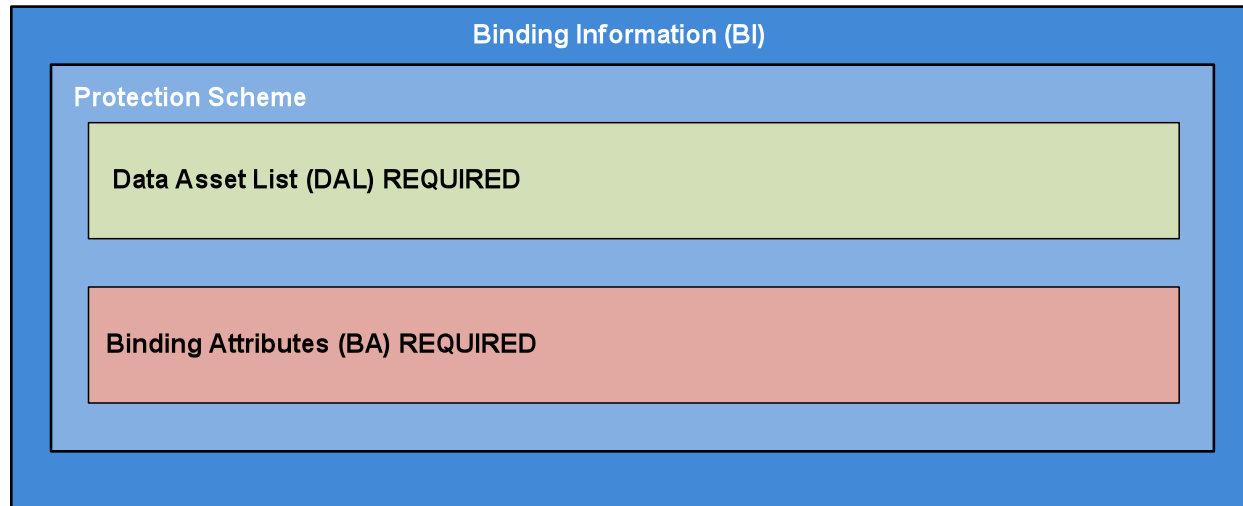 Binding Information (BI)
Protection Scheme
Data Asset List (DAL) REQUIRED
Binding Attributes (BA) REQUIRED